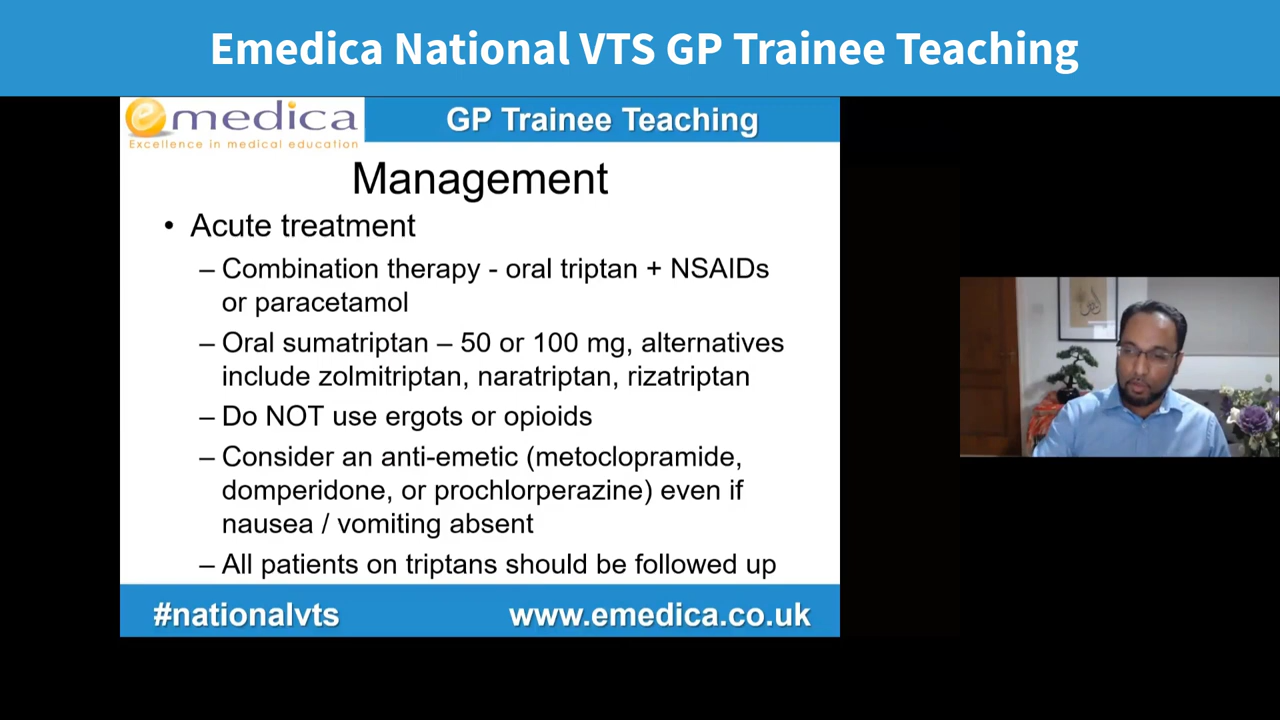 Emedica National VTS GP Trainee Teaching
emedica
Excellence in medical education
GP Trainee Teaching
Management
• Acute treatment
– Combination therapy - oral triptan + NSAIDs
or paracetamol
– Oral sumatriptan – 50 or 100 mg, alternatives
include zolmitriptan, naratriptan, rizatriptan
– Do NOT use ergots or opioids
– Consider an anti-emetic (metoclopramide,
domperidone, or prochlorperazine) even if
nausea / vomiting absent
– All patients on triptans should be followed up
#nationalvts
www.emedica.co.uk